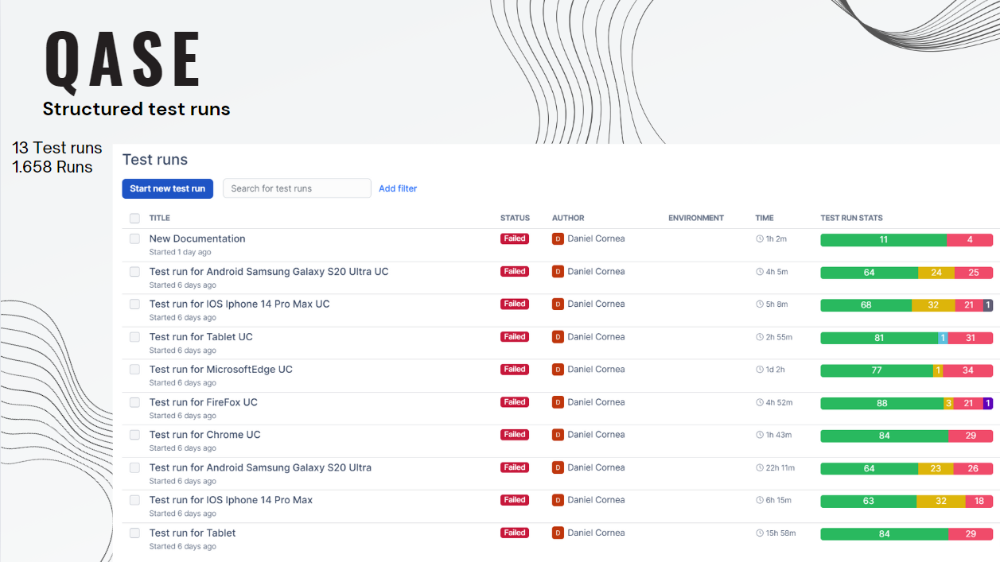 QASE
Structured test runs
13 Test runs
1.658 Runs
Test runs
Start new test run Search for test runs Add filter
TITLE STATUS AUTHOR ENVIRONMENT TIME TEST RUN STATS
New Documentation Failed D Daniel Cornea 1h 2m 11 4
Started 1 day ago
Test run for Android Samsung Galaxy S20 Ultra UC Failed D Daniel Cornea 4h 5m 64 24 25
Started 6 days ago
Test run for IOS Iphone 14 Pro Max UC Failed D Daniel Cornea 5h 8m 68 32 21 1
Started 6 days ago
Test run for Tablet UC Failed D Daniel Cornea 2h 55m 81 1 31
Started 6 days ago
Test run for MicrosoftEdge UC Failed D Daniel Cornea 1d 2h 77 1 34
Started 6 days ago
Test run for FireFox UC Failed D Daniel Cornea 4h 52m 88 3 21 1
Started 6 days ago
Test run for Chrome UC Failed D Daniel Cornea 1h 43m 84 29
Started 6 days ago
Test run for Android Samsung Galaxy S20 Ultra Failed D Daniel Cornea 22h 11m 64 23 26
Started 6 days ago
Test run for IOS Iphone 14 Pro Max Failed D Daniel Cornea 6h 15m 63 32 18
Started 6 days ago
Test run for Tablet Failed D Daniel Cornea 15h 58m 84 29
Started 6 days ago